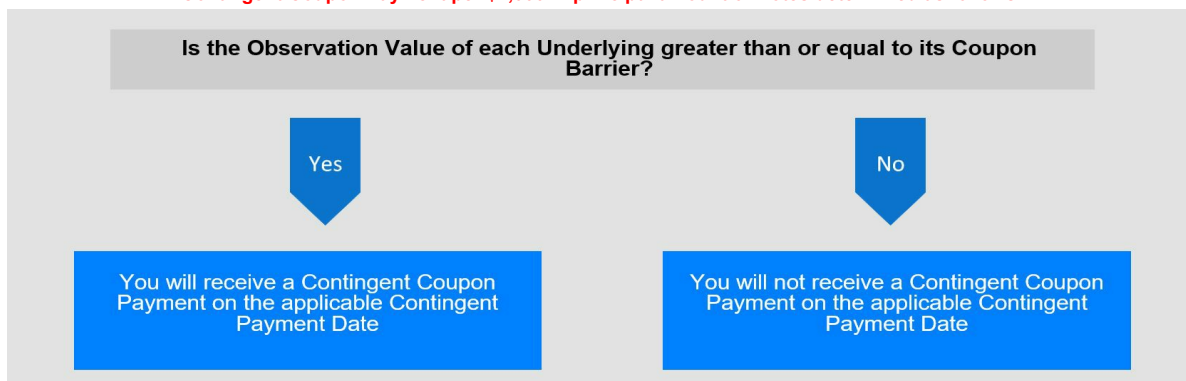 Is the Observation Value of each Underlying greater than or equal to its Coupon
Barrier?
Yes
No
You will receive a Contingent Coupon
Payment on the applicable Contingent
Payment Date
You will not receive a Contingent Coupon
Payment on the applicable Contingent
Payment Date